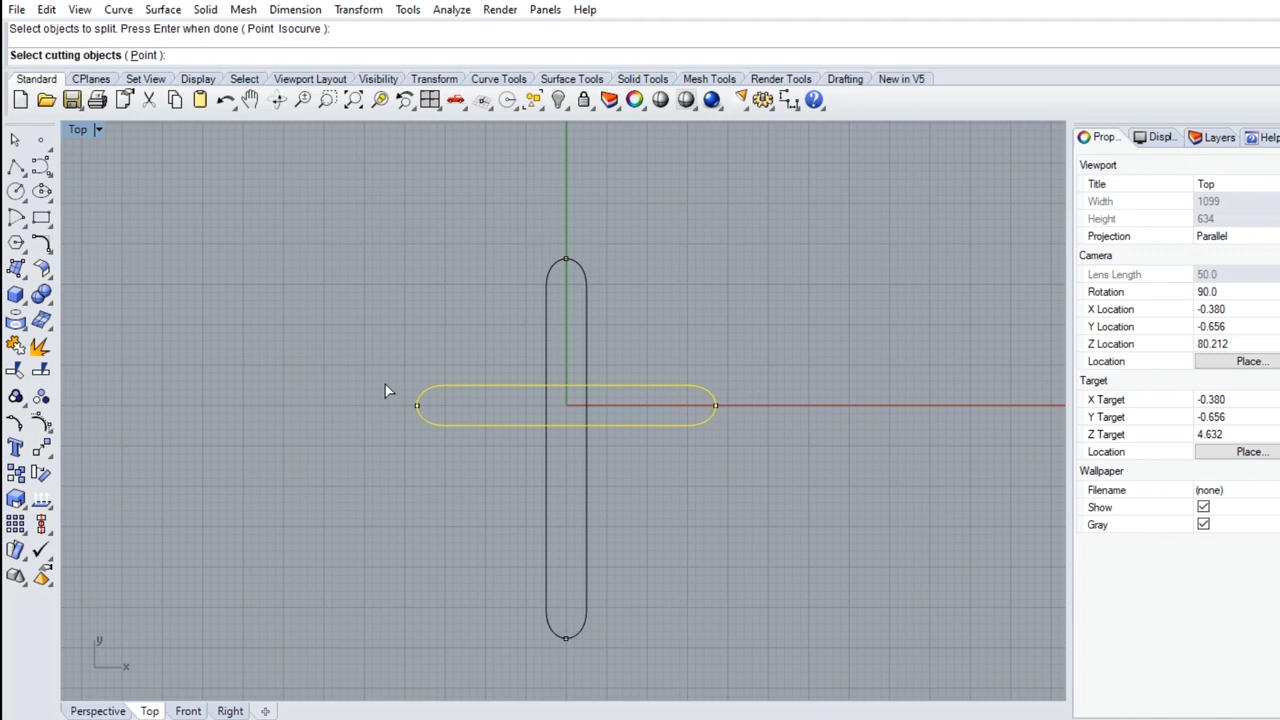 File Edit View Curve Surface Solid Mesh Dimension Transform Tools Analyze Render Panels Help
Select objects to split. Press Enter when done ( Point Isocurve ):
Select cutting objects ( Point ):
Standard CPlanes Set View Display Select Viewport Layout Visibility Transform Curve Tools Surface Tools Solid Tools Mesh Tools Render Tools Drafting New in V5
Top
Prop... Displ... Layers Help
Viewport
Title Top
Width 1099
Height 634
Projection Parallel
Camera
Lens Length 50.0
Rotation 90.0
X Location -0.380
Y Location -0.656
Z Location 80.212
Location Place...
Target
X Target -0.380
Y Target -0.656
Z Target 4.632
Location Place...
Wallpaper
Filename (none)
Show
Gray
y
x
Perspective Top Front Right